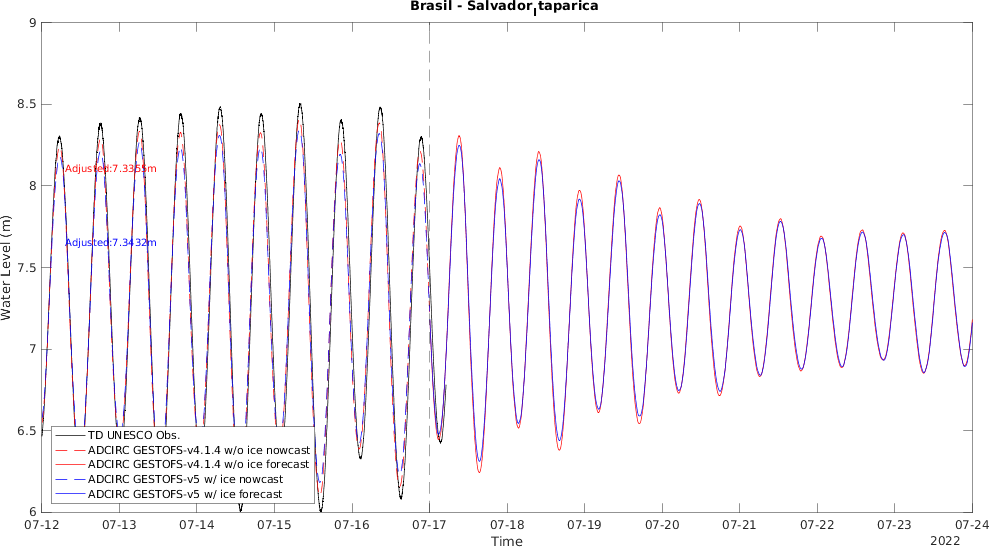 Brasil - Salvador_Itaparica
9
8.5
8
7.5
7
6.5
6
Water Level (m)
Adjusted:7.3355m
Adjusted:7.3432m
TD UNESCO Obs.
ADCIRC GESTOFS-v4.1.4 w/o ice nowcast
ADCIRC GESTOFS-v4.1.4 w/o ice forecast
ADCIRC GESTOFS-v5 w/ ice nowcast
ADCIRC GESTOFS-v5 w/ ice forecast
07-12 07-13 07-14 07-15 07-16 07-17 07-18 07-19 07-20 07-21 07-22 07-23 07-24
Time
2022